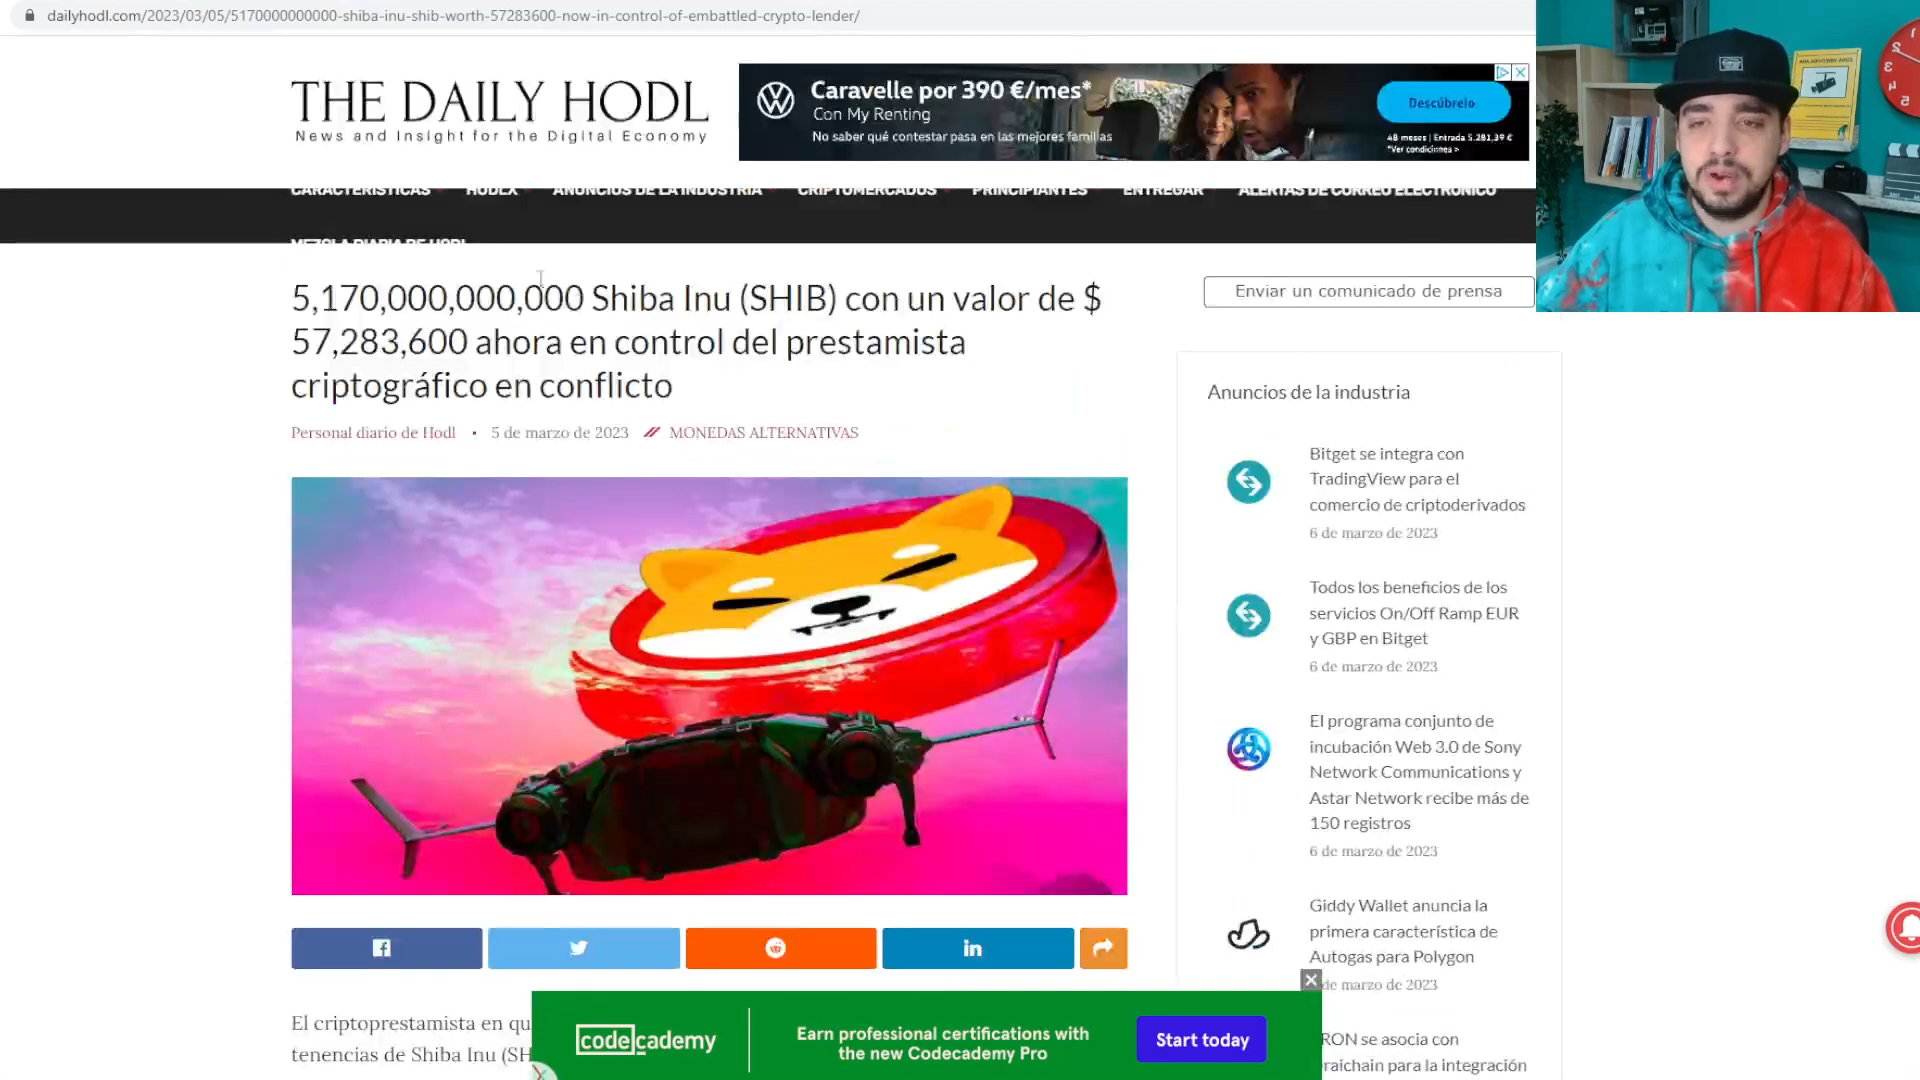 dailyhodl.com/2023/03/05/5170000000000-shiba-inu-shib-worth-57283600-now-in-control-of-embattled-crypto-lender/
THE DAILY HODL
News and Insight for the Digital Economy
Caravelle por 390 €/mes*
Con My Renting
No saber qué contestar pasa en las mejores familias
Descúbrelo
48 meses | Entrada 5.281,39 €
*Ver condiciones >
CARACTERÍSTICAS HODLX ANUNCIOS DE LA INDUSTRIA CRIPTOMERCADOS PRINCIPIANTES ENTREGAR ALERTAS DE CORREO ELECTRÓNICO
MEZCLA DIARIA DE HODL
5,170,000,000,000 Shiba Inu (SHIB) con un valor de $
57,283,600 ahora en control del prestamista
criptográfico en conflicto
Personal diario de Hodl • 5 de marzo de 2023 // MONEDAS ALTERNATIVAS
El criptoprestamista en qu
tenencias de Shiba Inu (SH
Enviar un comunicado de prensa
Anuncios de la industria
Bitget se integra con
TradingView para el
comercio de criptoderivados
6 de marzo de 2023
Todos los beneficios de los
servicios On/Off Ramp EUR
y GBP en Bitget
6 de marzo de 2023
El programa conjunto de
incubación Web 3.0 de Sony
Network Communications y
Astar Network recibe más de
150 registros
6 de marzo de 2023
Giddy Wallet anuncia la
primera característica de
Autogas para Polygon
de marzo de 2023
RON se asocia con
raichain para la integración
codecademy
Earn professional certifications with
the new Codecademy Pro
Start today